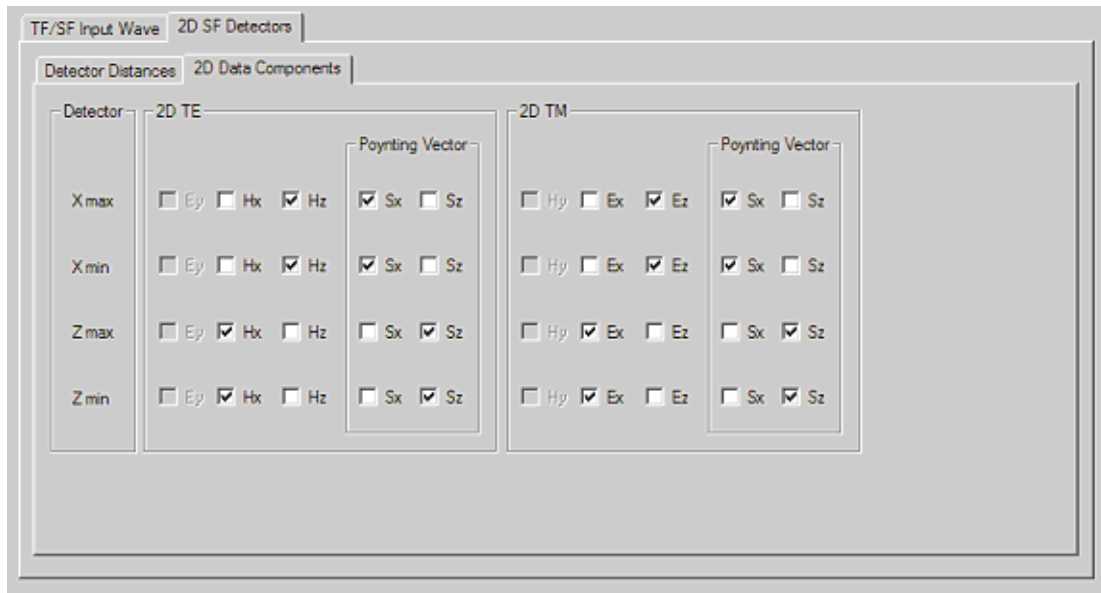 TF/SF Input Wave 2D SF Detectors
Detector Distances 2D Data Components
Detector 2D TE 2D TM
Poynting Vector Poynting Vector
X max Ey Hx Hz Sx Sz Hy Ex Ez Sx Sz
X min Ey Hx Hz Sx Sz Hy Ex Ez Sx Sz
Z max Ey Hx Hz Sx Sz Hy Ex Ez Sx Sz
Z min Ey Hx Hz Sx Sz Hy Ex Ez Sx Sz